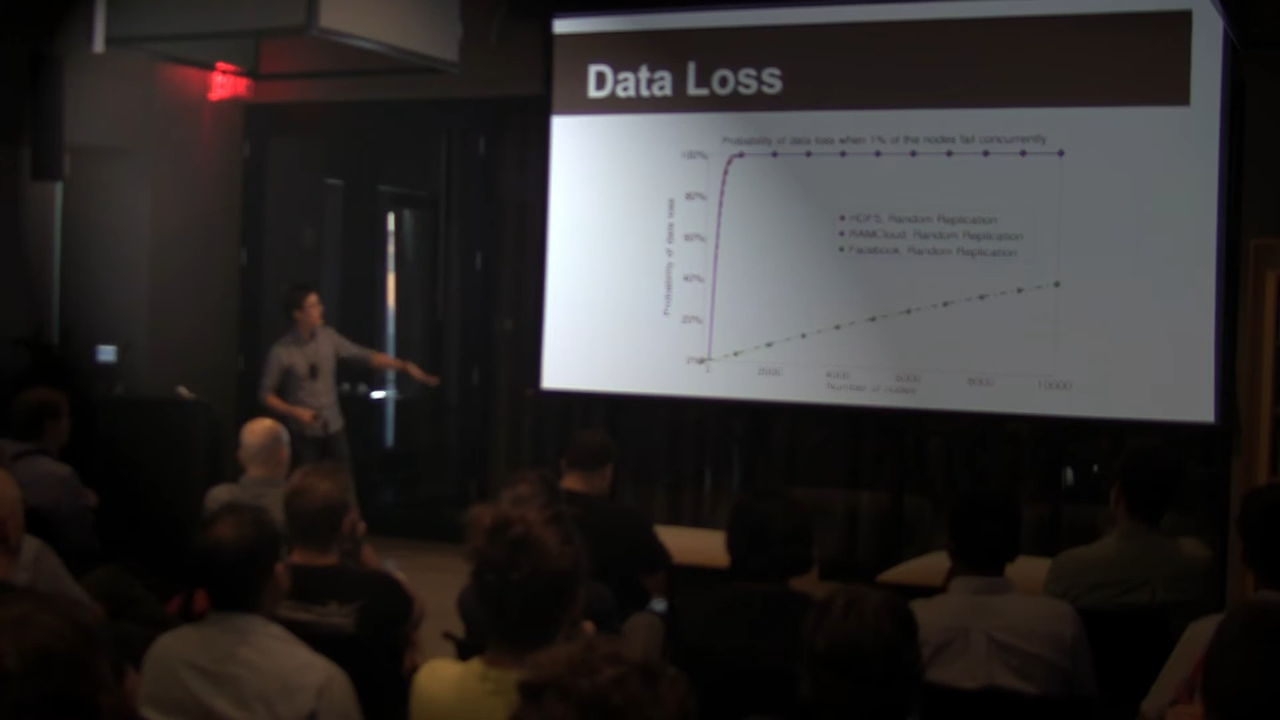 Data Loss
Probability of data loss when 1% of the nodes fail concurrently
100%
80%
60%
40%
20%
0%
Probability of data loss
HDFS, Random Replication
RAMCloud, Random Replication
Facebook, Random Replication
1 2000 4000 6000 8000 10000
Number of nodes